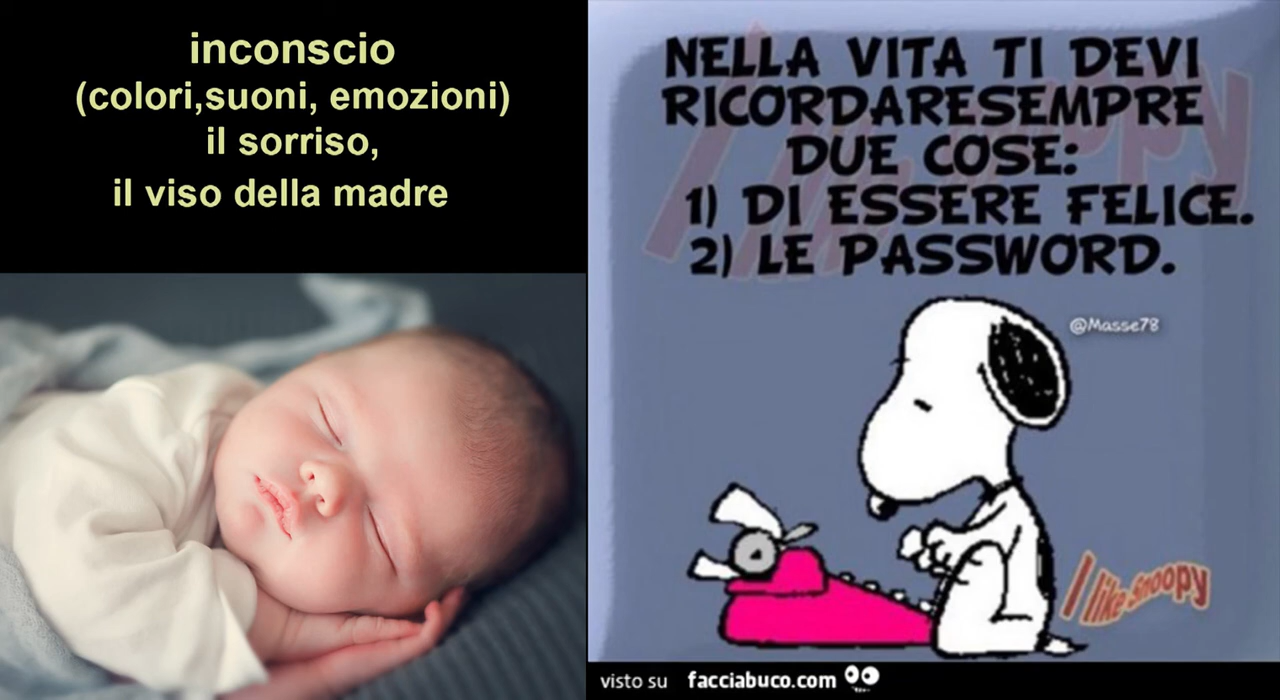 inconscio
(colori,suoni, emozioni)
il sorriso,
il viso della madre
NELLA VITA TI DEVI
RICORDARESEMPRE
DUE COSE:
1) DI ESSERE FELICE.
2) LE PASSWORD.
@Masse78
I like Snoopy
visto su facciabuco.com